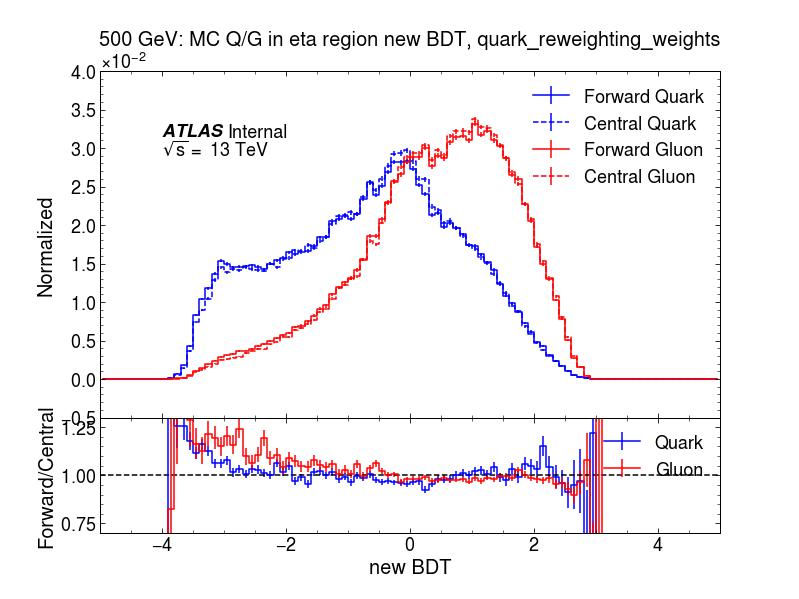 500 GeV: MC Q/G in eta region new BDT, quark_reweighting_weights
×10⁻²
4.0
3.5
3.0
2.5
2.0
1.5
1.0
0.5
0.0
−0.5
Normalized
ATLAS Internal
√s = 13 TeV
Forward Quark
Central Quark
Forward Gluon
Central Gluon
1.25
1.00
0.75
Forward/Central
Quark
Gluon
−4 −2 0 2 4
new BDT